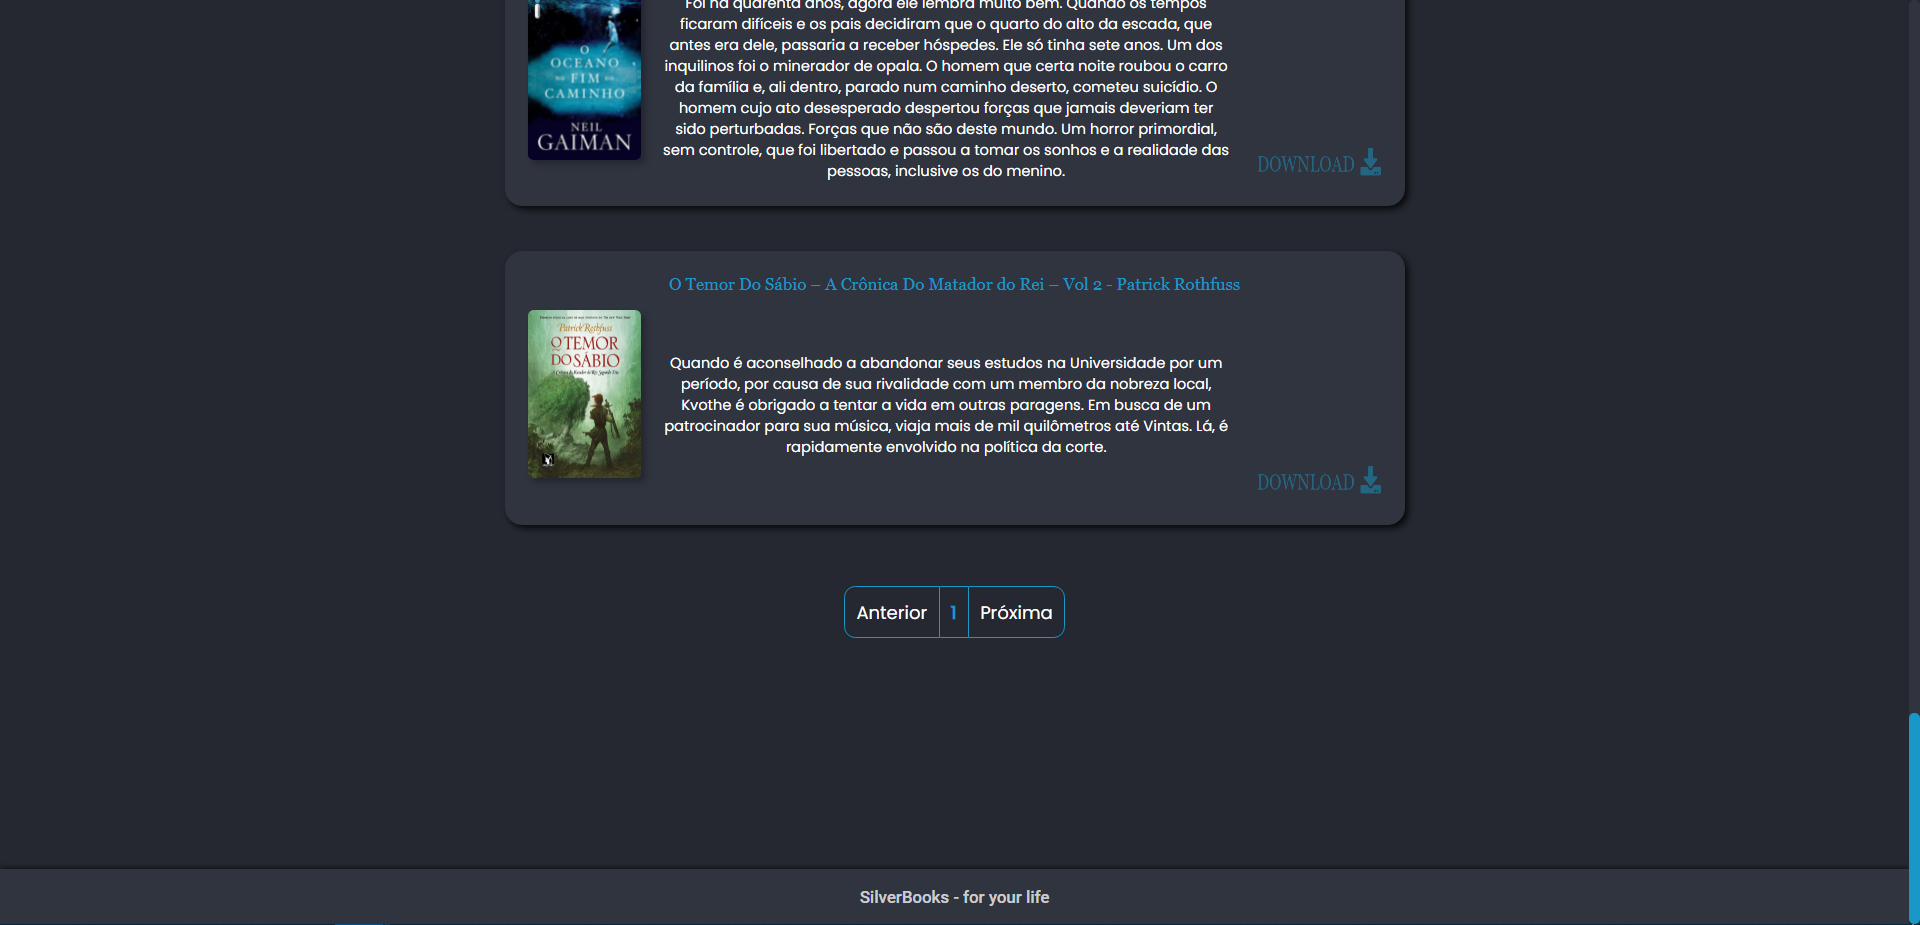 Foi há quarenta anos, agora ele lembra muito bem. Quando os tempos
ficaram difíceis e os pais decidiram que o quarto do alto da escada, que
antes era dele, passaria a receber hóspedes. Ele só tinha sete anos. Um dos
inquilinos foi o minerador de opala. O homem que certa noite roubou o carro
da família e, ali dentro, parado num caminho deserto, cometeu suicídio. O
homem cujo ato desesperado despertou forças que jamais deveriam ter
sido perturbadas. Forças que não são deste mundo. Um horror primordial,
sem controle, que foi libertado e passou a tomar os sonhos e a realidade das
pessoas, inclusive os do menino.
O
OCEANO
NO FIM DO
CAMINHO
NEIL
GAIMAN
DOWNLOAD
O Temor Do Sábio – A Crônica Do Matador do Rei – Vol 2 - Patrick Rothfuss
Patrick Rothfuss
O TEMOR
DO SÁBIO
Quando é aconselhado a abandonar seus estudos na Universidade por um
período, por causa de sua rivalidade com um membro da nobreza local,
Kvothe é obrigado a tentar a vida em outras paragens. Em busca de um
patrocinador para sua música, viaja mais de mil quilômetros até Vintas. Lá, é
rapidamente envolvido na política da corte.
DOWNLOAD
Anterior 1 Próxima
SilverBooks - for your life